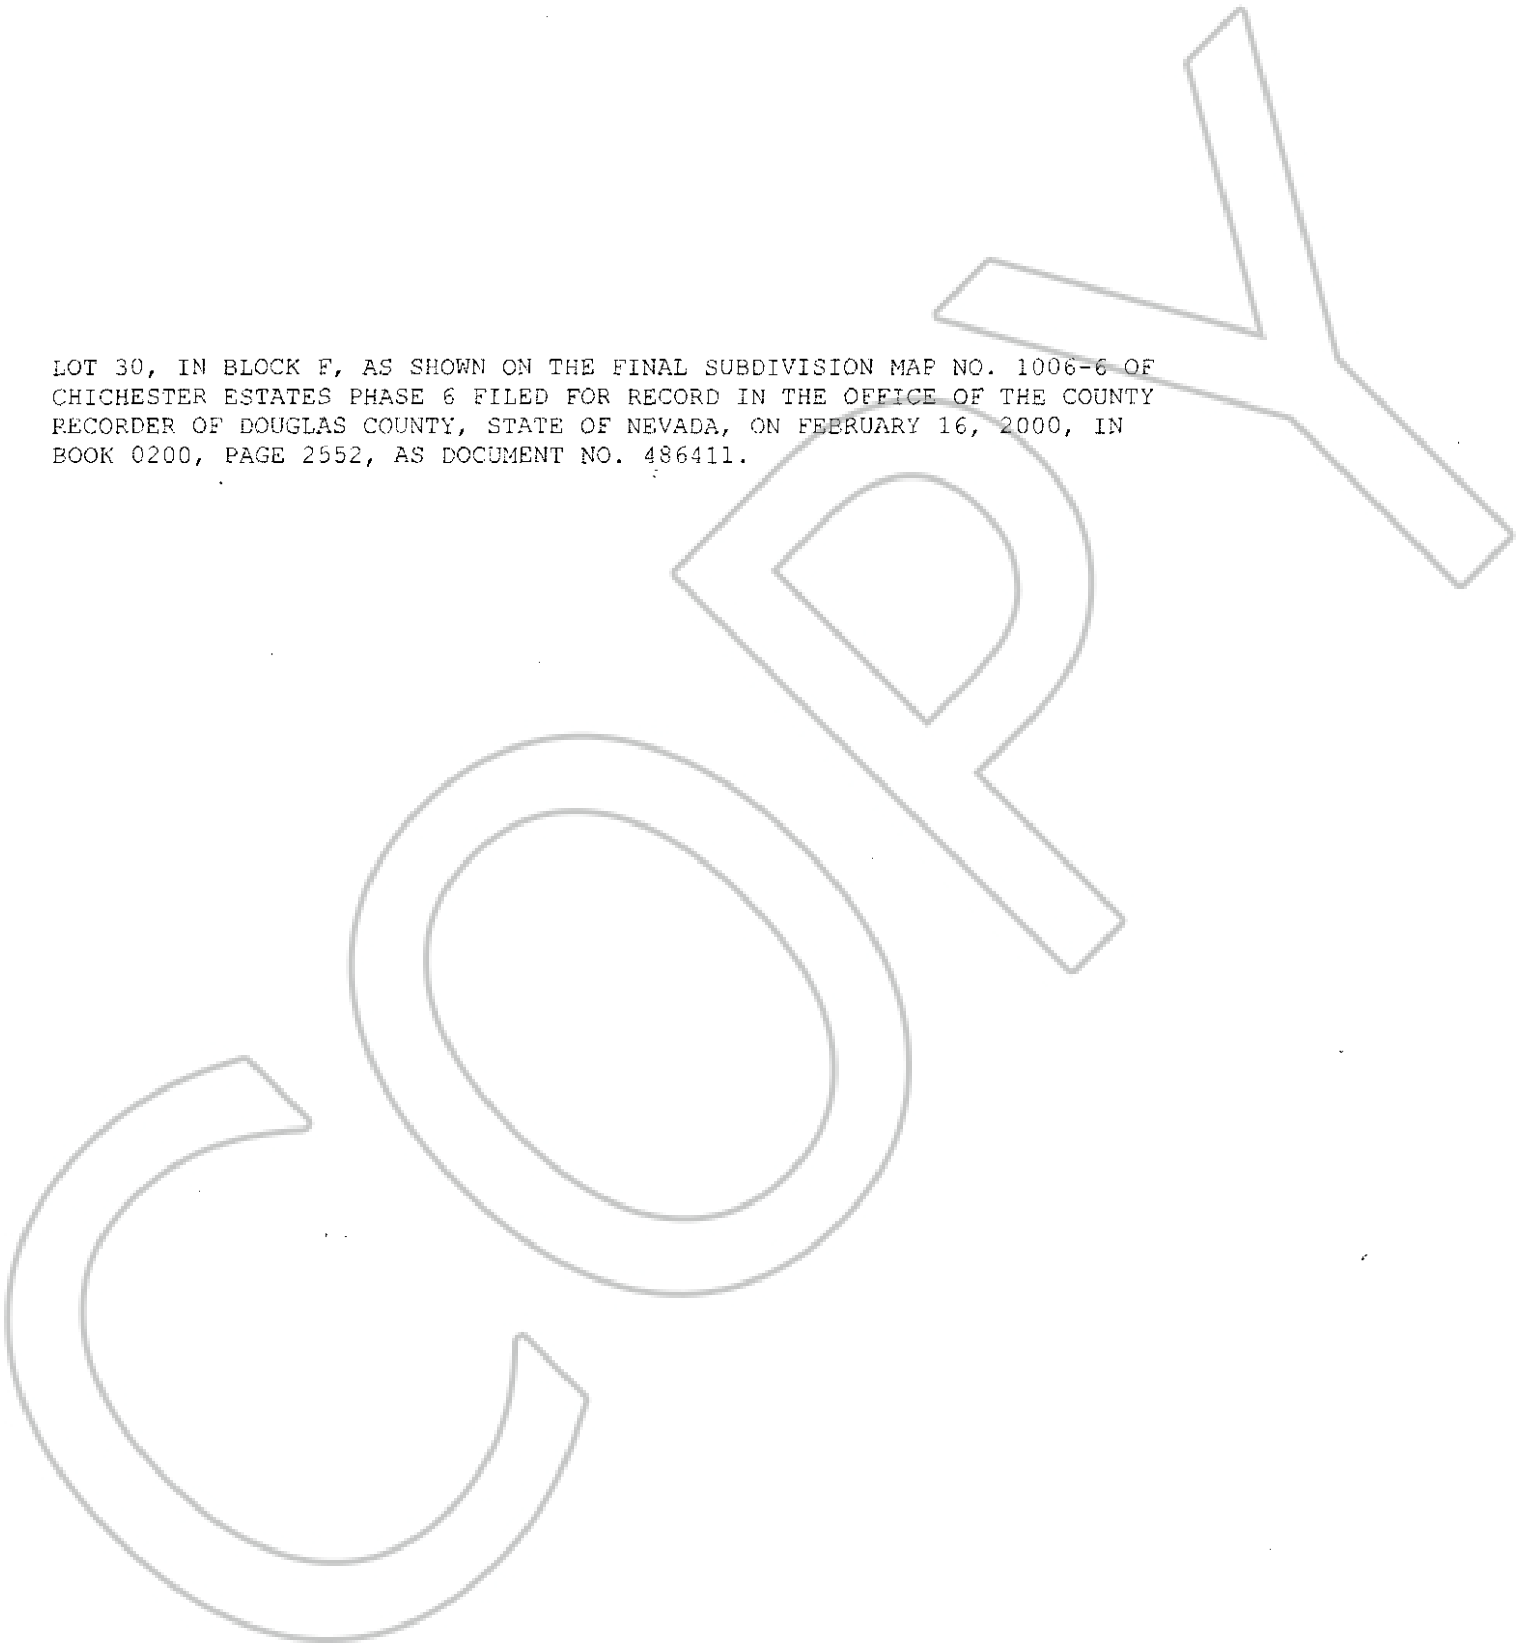 LOT 30, IN BLOCK F, AS SHOWN ON THE FINAL SUBDIVISION MAP NO. 1006-6 OF
CHICHESTER ESTATES PHASE 6 FILED FOR RECORD IN THE OFFICE OF THE COUNTY
RECORDER OF DOUGLAS COUNTY, STATE OF NEVADA, ON FEBRUARY 16, 2000, IN
BOOK 0200, PAGE 2552, AS DOCUMENT NO. 486411.
COPY